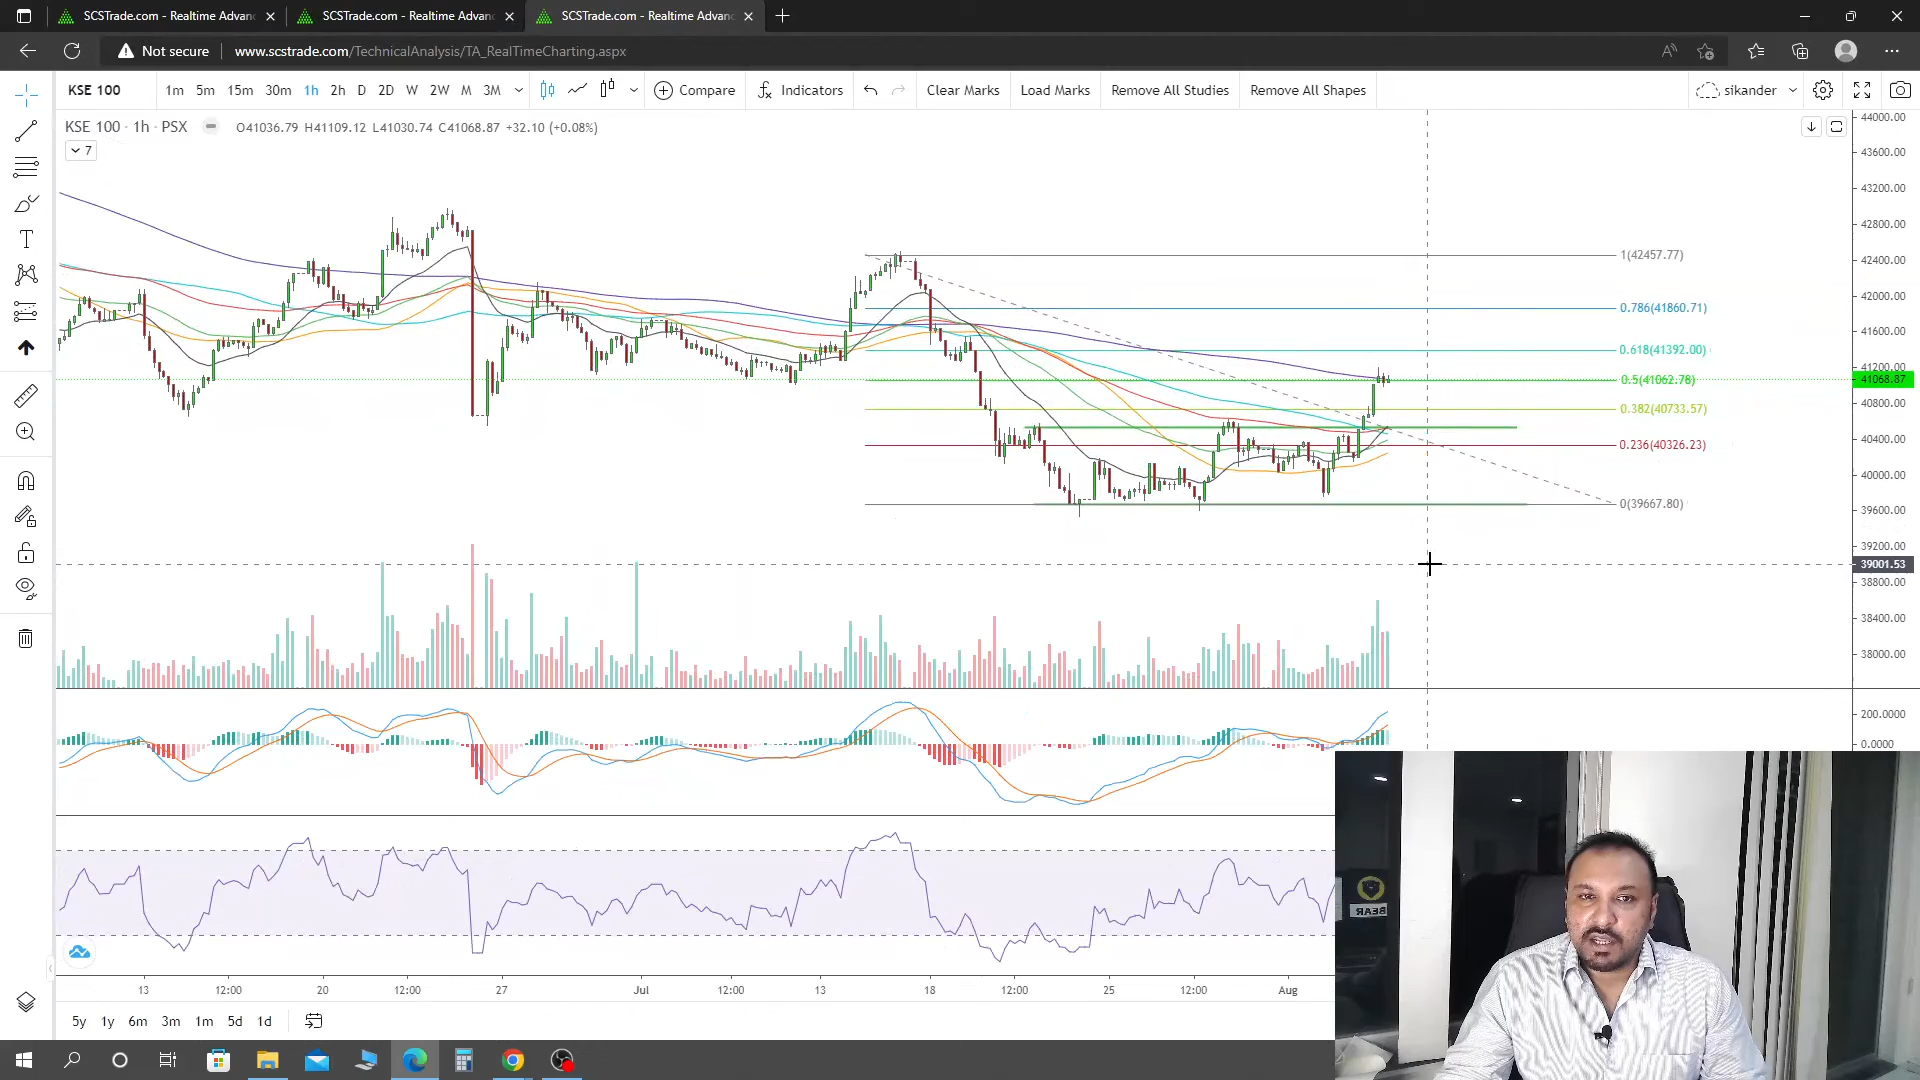 SCSTrade.com - Realtime Advanc
SCSTrade.com - Realtime Advanc
SCSTrade.com - Realtime Advanc
Not secure
www.scstrade.com/TechnicalAnalysis/TA_RealTimeCharting.aspx
KSE 100 1m 5m 15m 30m 1h 2h D 2D W 2W M 3M Compare Indicators Clear Marks Load Marks Remove All Studies Remove All Shapes sikander
KSE 100 · 1h · PSX O41036.79 H41109.12 L41030.74 C41068.87 +32.10 (+0.08%)
7
44000.00
43600.00
43200.00
42800.00
42400.00
42000.00
41600.00
41200.00
41068.87
40800.00
40400.00
40000.00
39600.00
39200.00
39001.53
38800.00
38400.00
38000.00
200.0000
0.0000
1(42457.77)
0.786(41860.71)
0.618(41392.00)
0.5(41062.78)
0.382(40733.57)
0.236(40326.23)
0(39667.80)
BEAR
13 12:00 20 12:00 27 Jul 12:00 13 18 12:00 25 12:00 Aug
5y 1y 6m 3m 1m 5d 1d